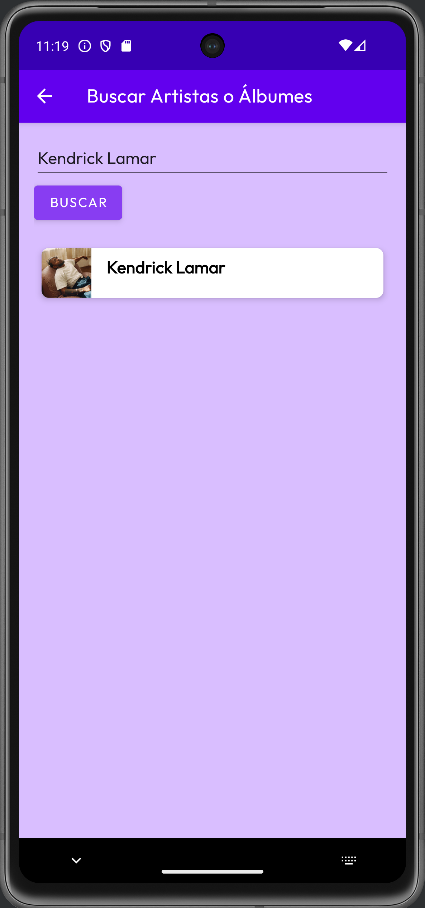 11:19
Buscar Artistas o Álbumes
Kendrick Lamar
BUSCAR
Kendrick Lamar